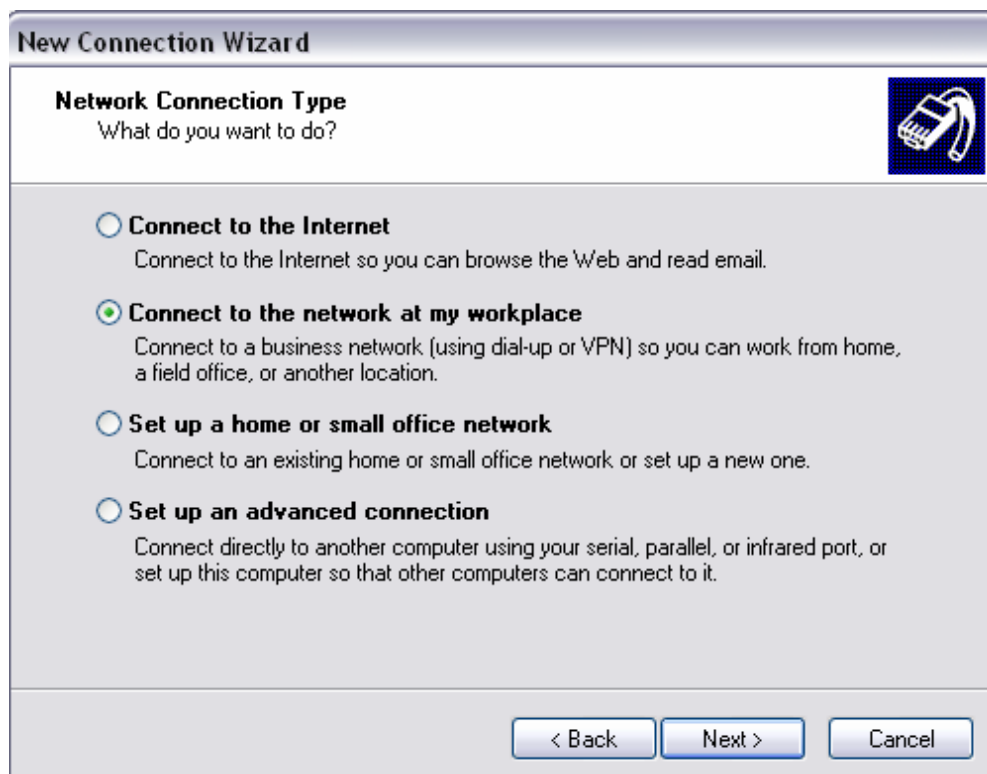 New Connection Wizard
Network Connection Type
What do you want to do?
Connect to the Internet
Connect to the Internet so you can browse the Web and read email.
Connect to the network at my workplace
Connect to a business network (using dial-up or VPN) so you can work from home,
a field office, or another location.
Set up a home or small office network
Connect to an existing home or small office network or set up a new one.
Set up an advanced connection
Connect directly to another computer using your serial, parallel, or infrared port, or
set up this computer so that other computers can connect to it.
< Back Next > Cancel